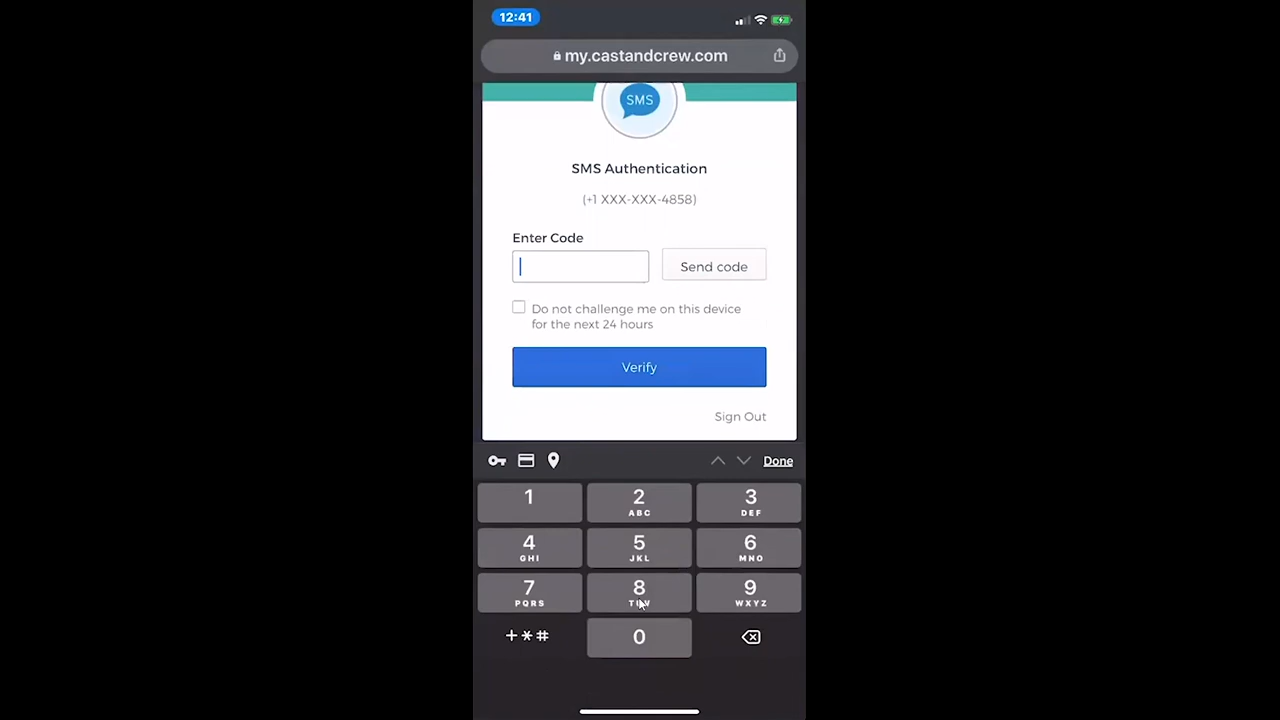 12:41
my.castandcrew.com
SMS
SMS Authentication
(+1 XXX-XXX-4858)
Enter Code
Send code
Do not challenge me on this device
for the next 24 hours
Verify
Sign Out
Done
1 2 3
ABC DEF
4 5 6
GHI JKL MNO
7 8 9
PQRS TUV WXYZ
+*# 0